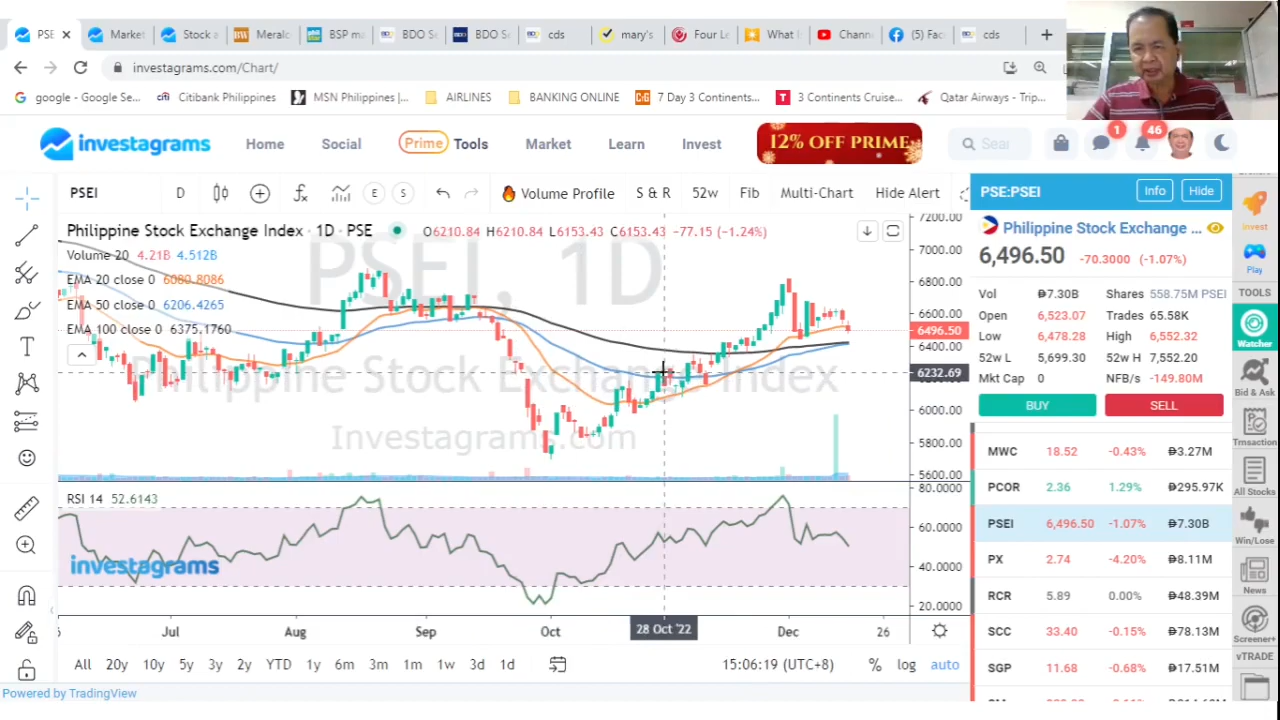 PSE
Market
Stock a
Meralc
BSP ma
BDO Se
BDO S
cds
mary's
Four Le
What
Chann
(5) Fac
cds
investagrams.com/Chart/
google - Google Se...
Citibank Philippines
MSN Philippines |...
AIRLINES
BANKING ONLINE
7 Day 3 Continents...
3 Continents Cruise...
Qatar Airways - Trip...
investagrams
Home
Social
Prime Tools
Market
Learn
Invest
12% OFF PRIME
Sear
1
46
PSEI
D
E
S
Volume Profile
S & R
52w
Fib
Multi-Chart
Hide Alert
PSE:PSEI
Info
Hide
Philippine Stock Exchange Index · 1D · PSE
O6210.84 H6210.84 L6153.43 C6153.43 -77.15 (-1.24%)
Volume 20 4.21B 4.512B
EMA 20 close 0 6080.8086
EMA 50 close 0 6206.4265
EMA 100 close 0 6375.1760
PSEI, 1D
Philippine Stock Exchange Index
Investagrams.com
7200.00
7000.00
6800.00
6600.00
6496.50
6400.00
6232.69
6000.00
5800.00
5600.00
RSI 14 52.6143
investagrams
80.0000
60.0000
40.0000
20.0000
6
Jul
Aug
Sep
Oct
28 Oct '22
Dec
26
All
20y
10y
5y
3y
2y
YTD
1y
6m
3m
1m
1w
3d
1d
15:06:19 (UTC+8)
%
log
auto
Powered by TradingView
Philippine Stock Exchange ...
6,496.50 -70.3000 (-1.07%)
Vol ₱7.30B Shares 558.75M PSEI
Open 6,523.07 Trades 65.58K
Low 6,478.28 High 6,552.32
52w L 5,699.30 52w H 7,552.20
Mkt Cap 0 NFB/s -149.80M
BUY
SELL
MWC 18.52 -0.43% ₱3.27M
PCOR 2.36 1.29% ₱295.97K
PSEI 6,496.50 -1.07% ₱7.30B
PX 2.74 -4.20% ₱8.11M
RCR 5.89 0.00% ₱48.39M
SCC 33.40 -0.15% ₱78.13M
SGP 11.68 -0.68% ₱17.51M
Invest
Play
TOOLS
Watcher
Bid & Ask
Trnsaction
All Stocks
Win/Lose
News
Screener+
vTRADE